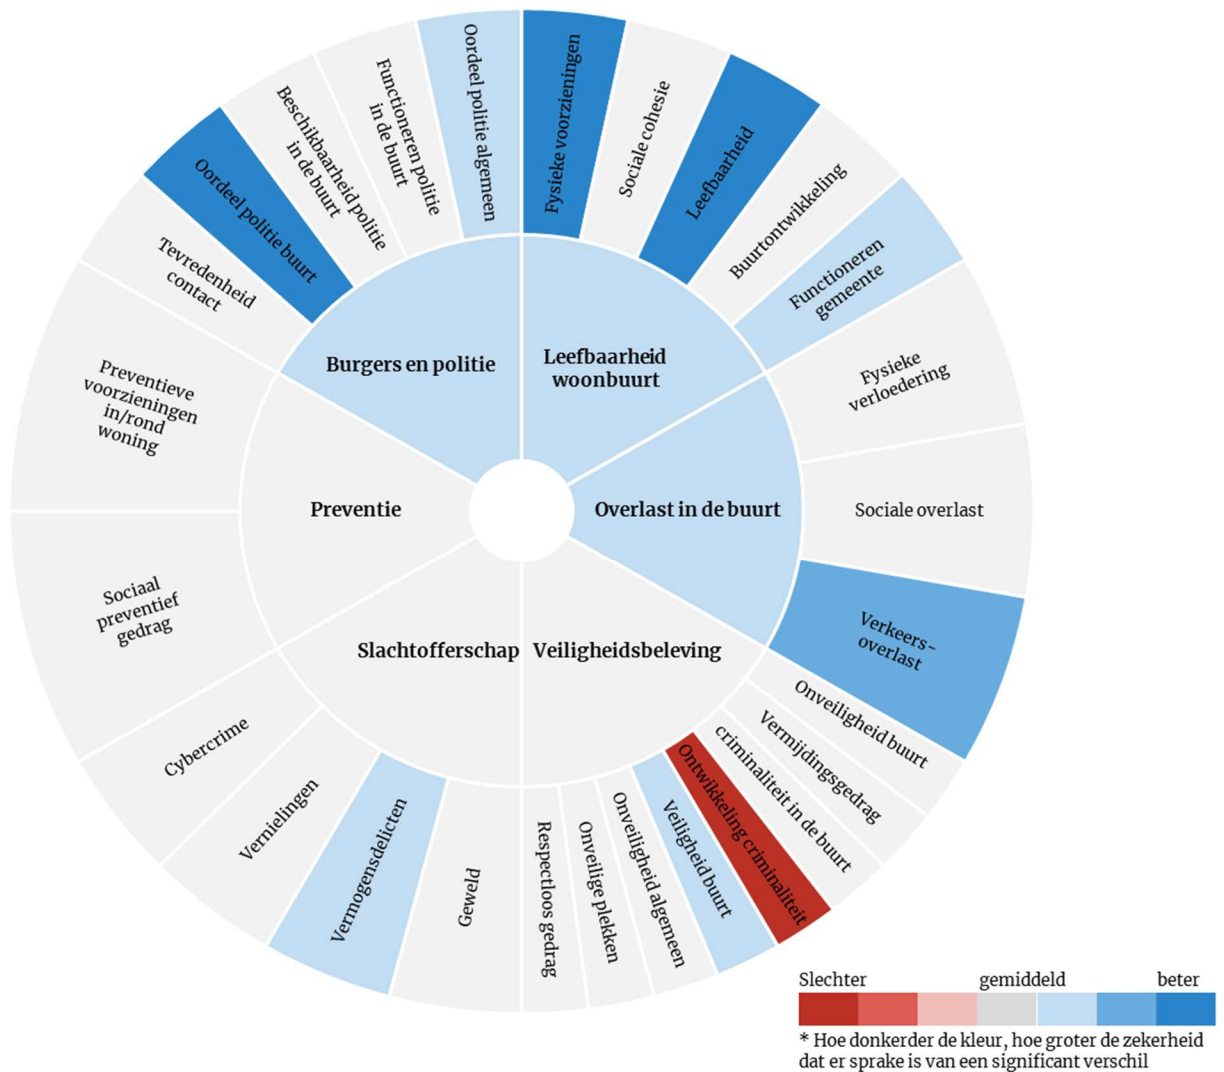 Oordeel politie algemeen
Fysieke voorzieningen
Sociale cohesie
Leefbaarheid
Buurtontwikkeling
Functioneren
gemeente
Fysieke
verloedering
Sociale overlast
Verkeers-
overlast
Onveiligheid buurt
Vermijdingsgedrag
criminaliteit in de buurt
Ontwikkeling criminaliteit
Veiligheid buurt
Onveiligheid algemeen
Onveilige plekken
Respectloos gedrag
Geweld
Vermogensdelicten
Vernielingen
Cybercrime
Sociaal
preventief
gedrag
Preventieve
voorzieningen
in/rond
woning
Tevredenheid
contact
Oordeel politie buurt
Beschikbaarheid politie
in de buurt
Functioneren politie
in de buurt
Burgers en politie
Leefbaarheid
woonbuurt
Preventie
Overlast in de buurt
Slachtofferschap
Veiligheidsbeleving
Slechter gemiddeld beter
* Hoe donkerder de kleur, hoe groter de zekerheid
dat er sprake is van een significant verschil